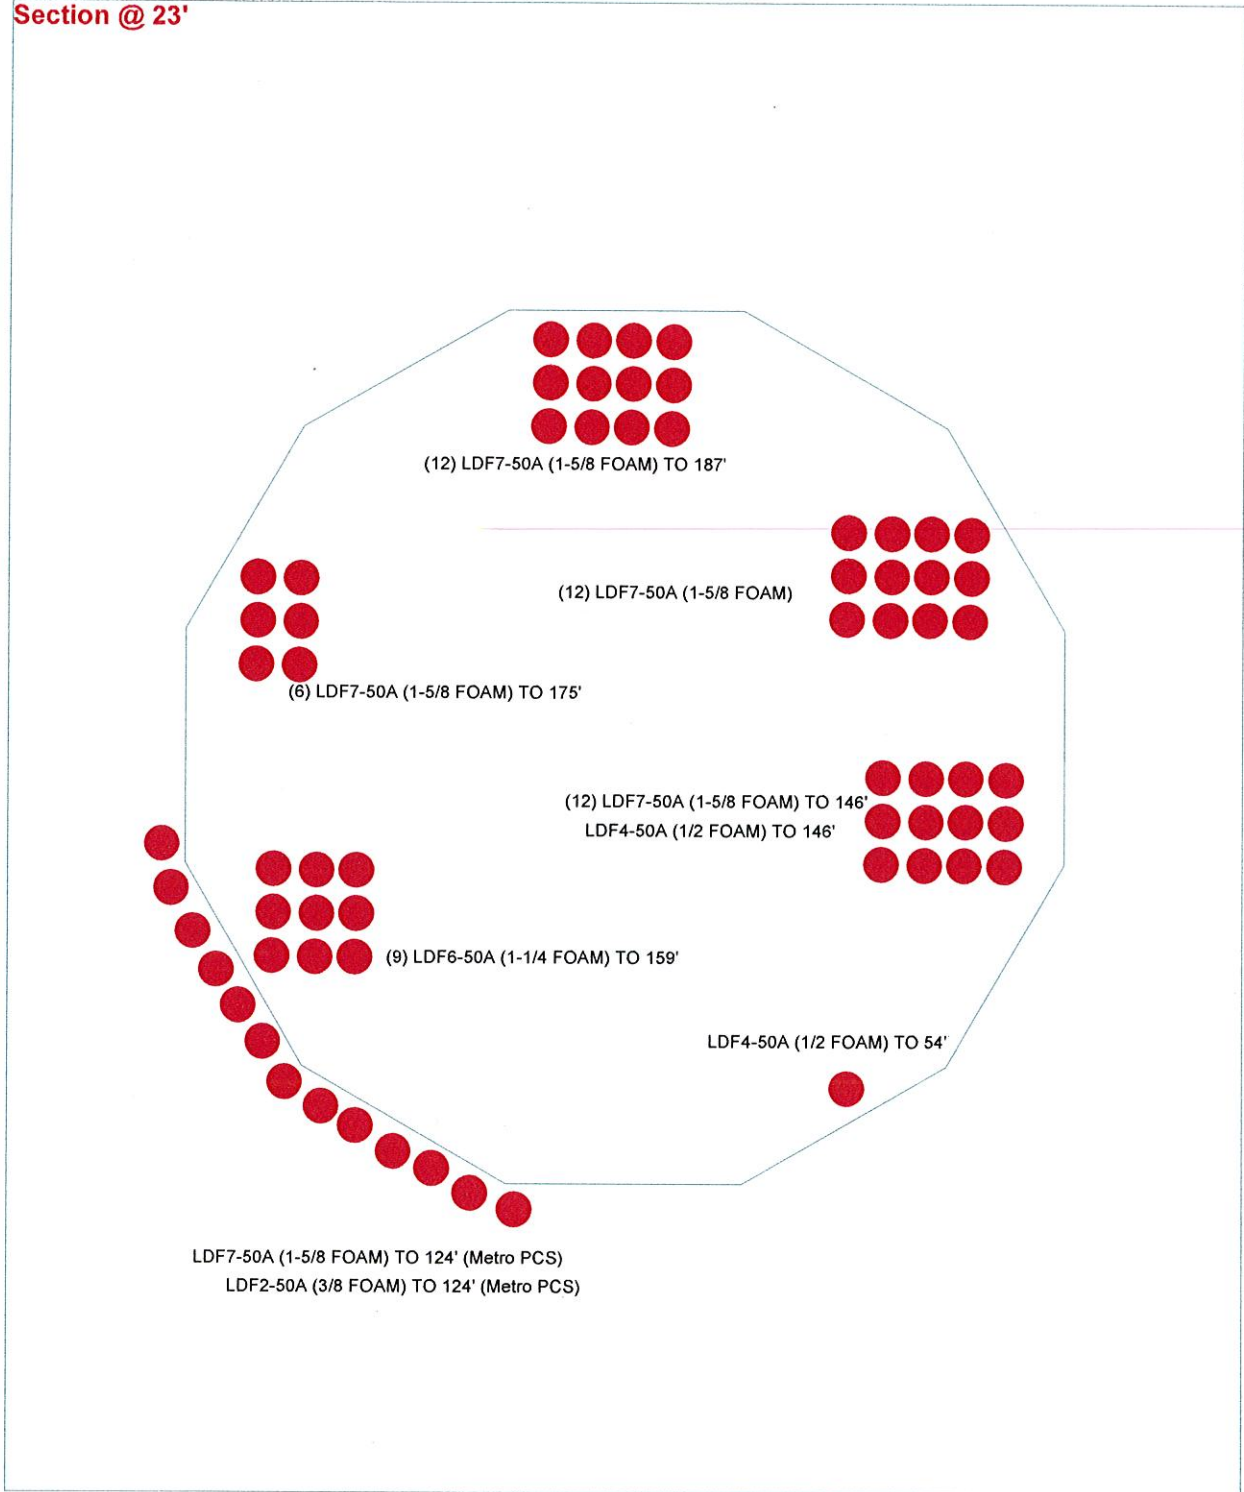 Section @ 23'
(12) LDF7-50A (1-5/8 FOAM) TO 187'
(12) LDF7-50A (1-5/8 FOAM)
(6) LDF7-50A (1-5/8 FOAM) TO 175'
(12) LDF7-50A (1-5/8 FOAM) TO 146'
LDF4-50A (1/2 FOAM) TO 146'
(9) LDF6-50A (1-1/4 FOAM) TO 159'
LDF4-50A (1/2 FOAM) TO 54'
LDF7-50A (1-5/8 FOAM) TO 124' (Metro PCS)
LDF2-50A (3/8 FOAM) TO 124' (Metro PCS)